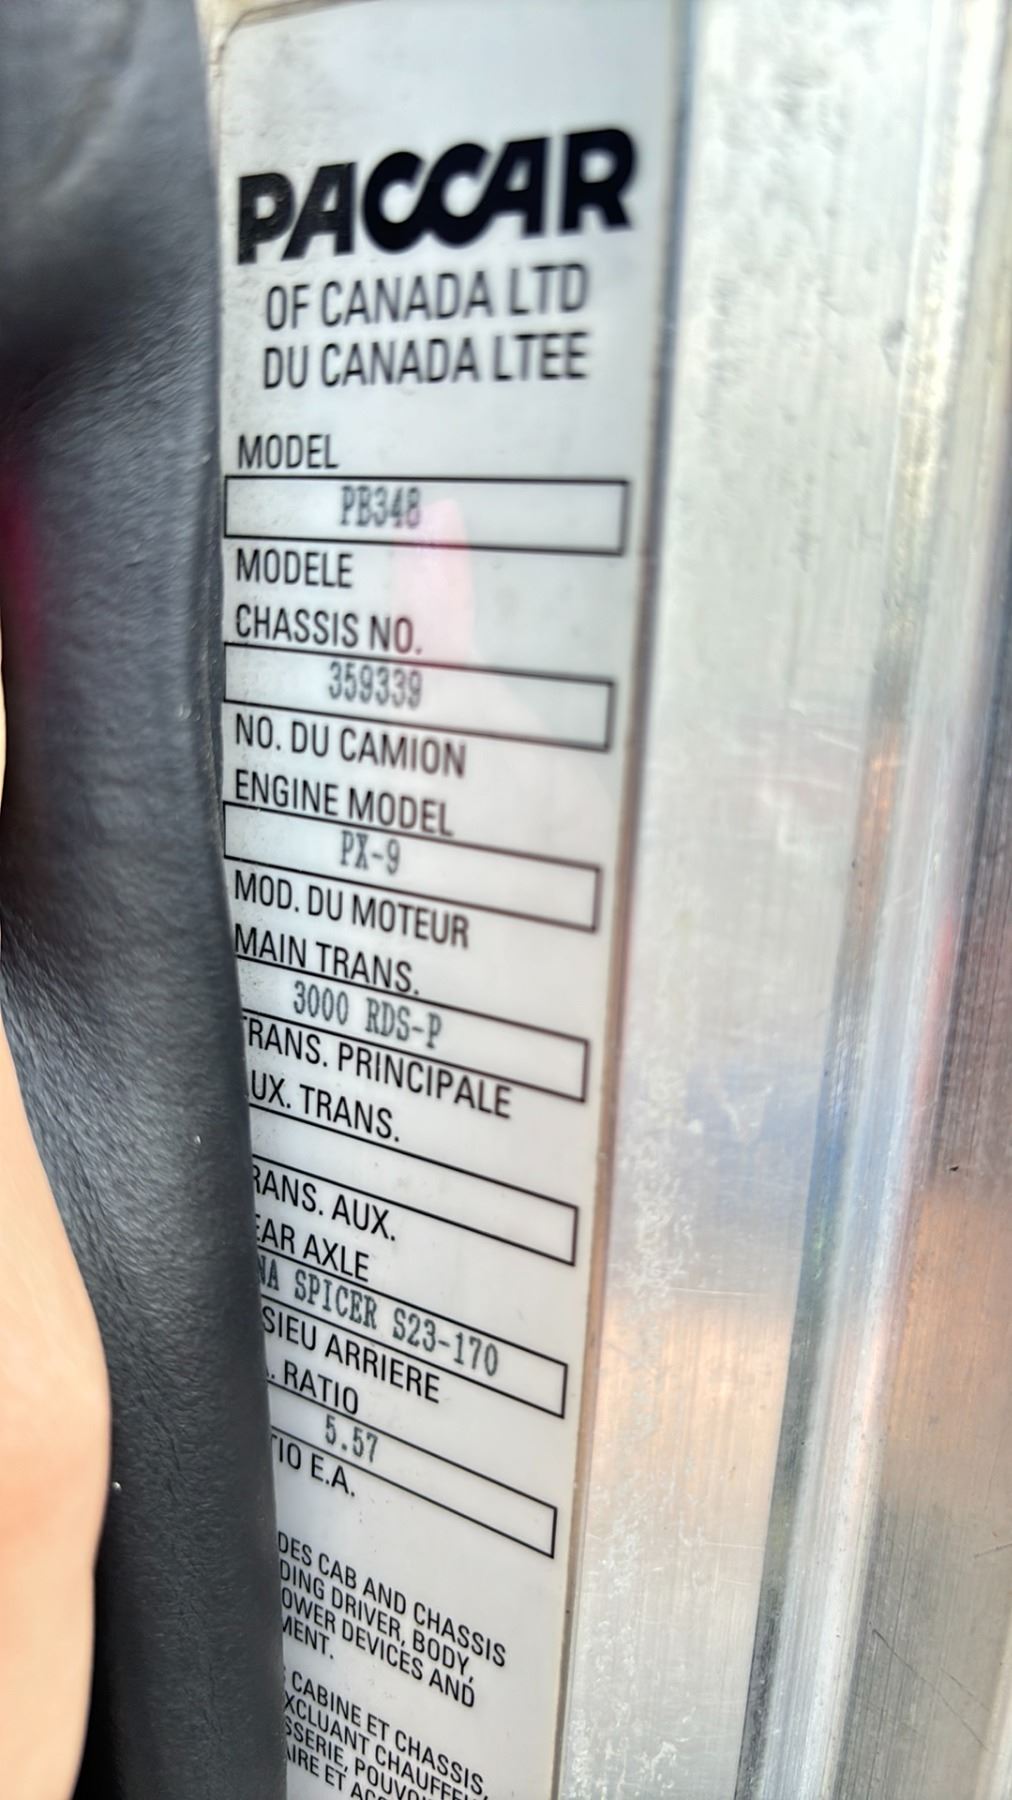 PACCAR
OF CANADA LTD
DU CANADA LTEE
MODEL
PB348
MODELE
CHASSIS NO.
359339
NO. DU CAMION
ENGINE MODEL
PX-9
MOD. DU MOTEUR
MAIN TRANS.
3000 RDS-P
TRANS. PRINCIPALE
UX. TRANS.
RANS. AUX.
EAR AXLE
NA SPICER S23-170
SIEU ARRIERE
. RATIO
5.57
TIO E.A.
DES CAB AND CHASSIS
DING DRIVER, BODY,
OWER DEVICES AND
MENT.
CABINE ET CHASSIS,
XCLUANT CHAUFFEU
SSERIE, POUVO
AIRE ET ACC